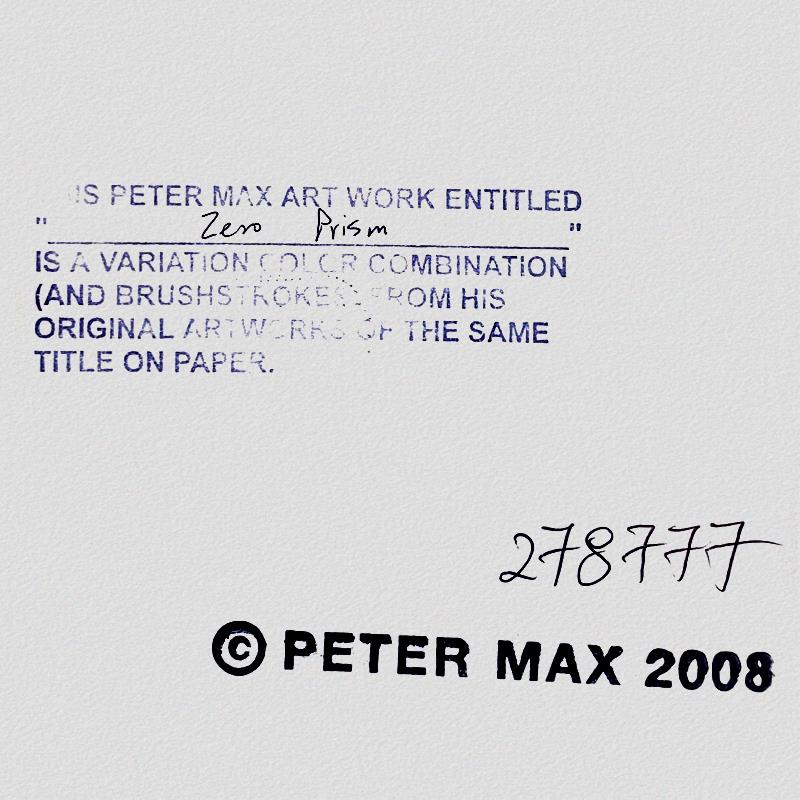 IS PETER MAX ART WORK ENTITLED
" Zero Prism "
IS A VARIATION COLOR COMBINATION
(AND BRUSHSTROKES) FROM HIS
ORIGINAL ARTWORKS OF THE SAME
TITLE ON PAPER.
278777
© PETER MAX 2008